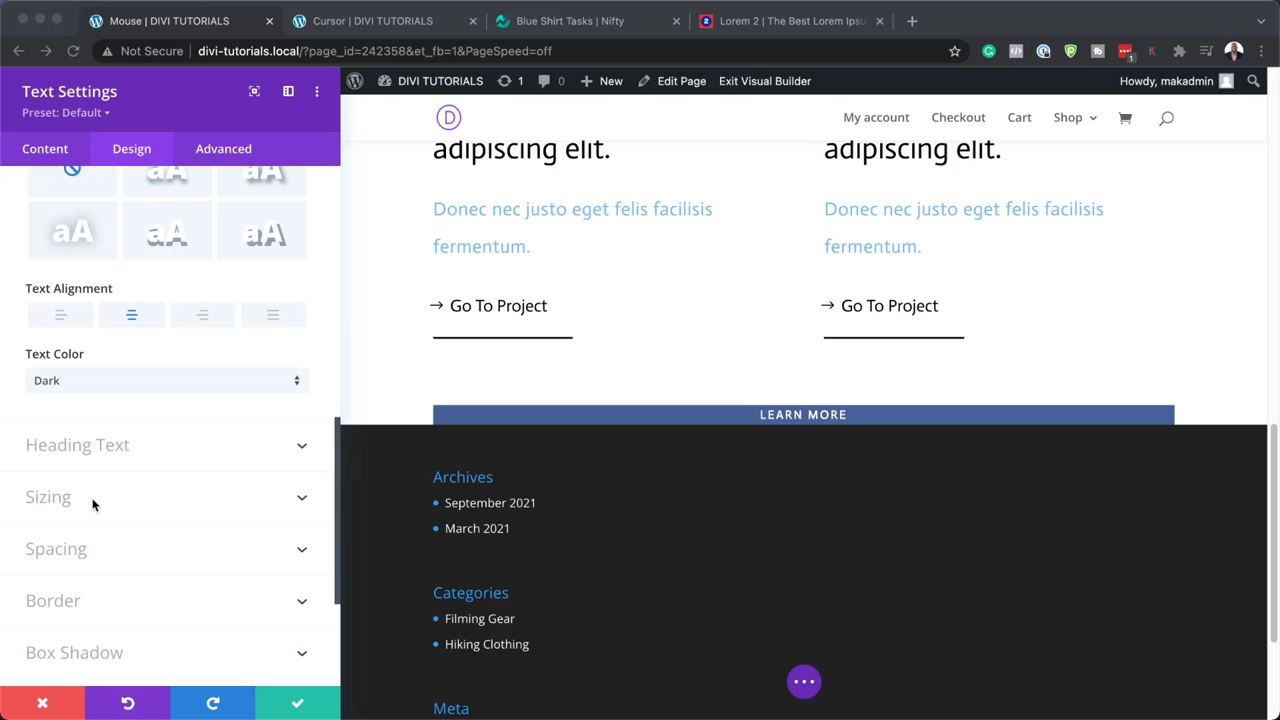 Mouse | DIVI TUTORIALS
Cursor | DIVI TUTORIALS
Blue Shirt Tasks | Nifty
Lorem 2 | The Best Lorem Ipsu
Not Secure
divi-tutorials.local/?page_id=242358&et_fb=1&PageSpeed=off
1
K
DIVI TUTORIALS
1
0
New
Edit Page
Exit Visual Builder
Howdy, makadmin
Text Settings
Preset: Default
Content
Design
Advanced
D
My account
Checkout
Cart
Shop
aA
aA
aA
aA
aA
Text Alignment
Text Color
Dark
Heading Text
Sizing
Spacing
Border
Box Shadow
adipiscing elit.
adipiscing elit.
Donec nec justo eget felis facilisis
fermentum.
Donec nec justo eget felis facilisis
fermentum.
Go To Project
Go To Project
LEARN MORE
Archives
September 2021
March 2021
Categories
Filming Gear
Hiking Clothing
Meta